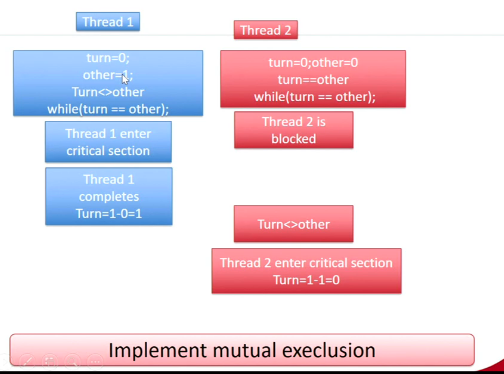 Thread 1
Thread 2
turn=0;
other=1;
Turn<>other
while(turn == other);
turn=0;other=0
turn==other
while(turn == other);
Thread 1 enter
critical section
Thread 2 is
blocked
Thread 1
completes
Turn=1-0=1
Turn<>other
Thread 2 enter critical section
Turn=1-1=0
Implement mutual execlusion